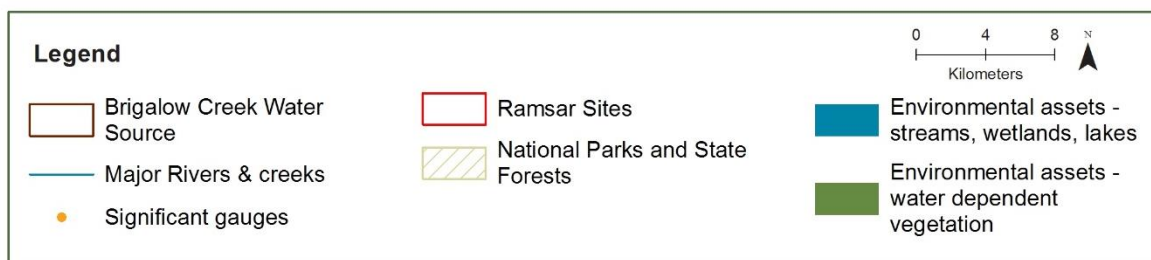 Legend
0 4 8
N
Kilometers
Brigalow Creek Water
Source
Major Rivers & creeks
Significant gauges
Ramsar Sites
National Parks and State
Forests
Environmental assets -
streams, wetlands, lakes
Environmental assets -
water dependent
vegetation